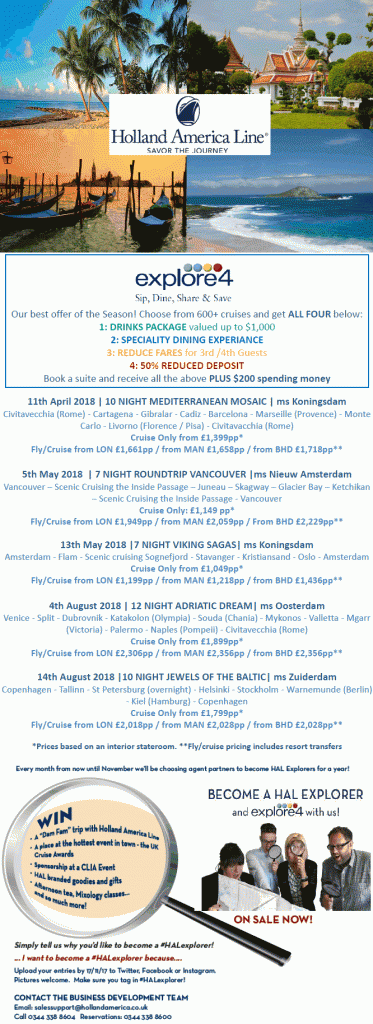 Holland America Line®
SAVOR THE JOURNEY
explore4
Sip, Dine, Share & Save
Our best offer of the Season! Choose from 600+ cruises and get ALL FOUR below:
1: DRINKS PACKAGE valued up to $1,000
2: SPECIALITY DINING EXPERIANCE
3: REDUCE FARES for 3rd /4th Guests
4: 50% REDUCED DEPOSIT
Book a suite and receive all the above PLUS $200 spending money
11th April 2018 | 10 NIGHT MEDITERRANEAN MOSAIC | ms Koningsdam
Civitavecchia (Rome) - Cartagena - Gibralar - Cadiz - Barcelona - Marseille (Provence) - Monte
Carlo - Livorno (Florence / Pisa) - Civitavacchia (Rome)
Cruise Only from £1,399pp*
Fly/Cruise from LON £1,661pp / from MAN £1,658pp / from BHD £1,718pp**
5th May 2018 | 7 NIGHT ROUNDTRIP VANCOUVER |ms Nieuw Amsterdam
Vancouver – Scenic Cruising the Inside Passage – Juneau – Skagway – Glacier Bay – Ketchikan
– Scenic Cruising the Inside Passage - Vancouver
Cruise Only: £1,149 pp*
Fly/Cruise from LON £1,949pp / from MAN £2,059pp / From BHD £2,229pp**
13th May 2018 |7 NIGHT VIKING SAGAS| ms Koningsdam
Amsterdam - Flam - Scenic cruising Sognefjord - Stavanger - Kristiansand - Oslo - Amsterdam
Cruise Only from £1,049pp*
Fly/Cruise from LON £1,199pp / from MAN £1,218pp / from BHD £1,436pp**
4th August 2018 | 12 NIGHT ADRIATIC DREAM| ms Oosterdam
Venice - Split - Dubrovnik - Katakolon (Olympia) - Souda (Chania) - Mykonos - Valletta - Mgarr
(Victoria) - Palermo - Naples (Pompeii) - Civitavecchia (Rome)
Cruise Only from £1,899pp*
Fly/Cruise from LON £2,306pp / from MAN £2,356pp / from BHD £2,356pp**
14th August 2018 |10 NIGHT JEWELS OF THE BALTIC| ms Zuiderdam
Copenhagen - Tallinn - St Petersburg (overnight) - Helsinki - Stockholm - Warnemunde (Berlin)
- Kiel (Hamburg) - Copenhagen
Cruise Only from £1,799pp*
Fly/Cruise from LON £2,018pp / from MAN £2,028pp / from BHD £2,028pp**
*Prices based on an interior stateroom. **Fly/cruise pricing includes resort transfers
Every month from now until November we'll be choosing agent partners to become HAL Explorers for a year!
WIN
• A "Dam Fam" trip with Holland America Line
• A place at the hottest event in town - the UK
Cruise Awards
• Sponsorship at a CLIA Event
• HAL branded goodies and gifts
• Afternoon tea, Mixology classes...
and so much more!
BECOME A HAL EXPLORER
and explore4 with us!
ON SALE NOW!
Simply tell us why you'd like to become a #HALexplorer!
... I want to become a #HALexplorer because....
Upload your entries by 17/11/17 to Twitter, Facebook or Instagram.
Pictures welcome. Make sure you tag in #HALexplorer!
CONTACT THE BUSINESS DEVELOPMENT TEAM
Email: salessupport@hollandamerica.co.uk
Call 0344 338 8604 Reservations: 0344 338 8600